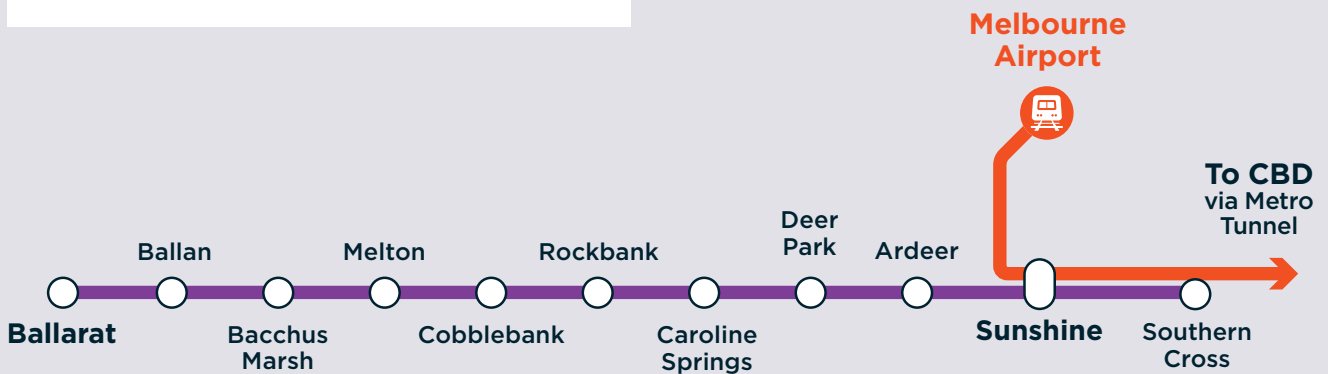 Melbourne
Airport
To CBD
via Metro
Tunnel
Ballan
Melton
Rockbank
Deer
Park
Ardeer
Ballarat
Bacchus
Marsh
Cobblebank
Caroline
Springs
Sunshine
Southern
Cross